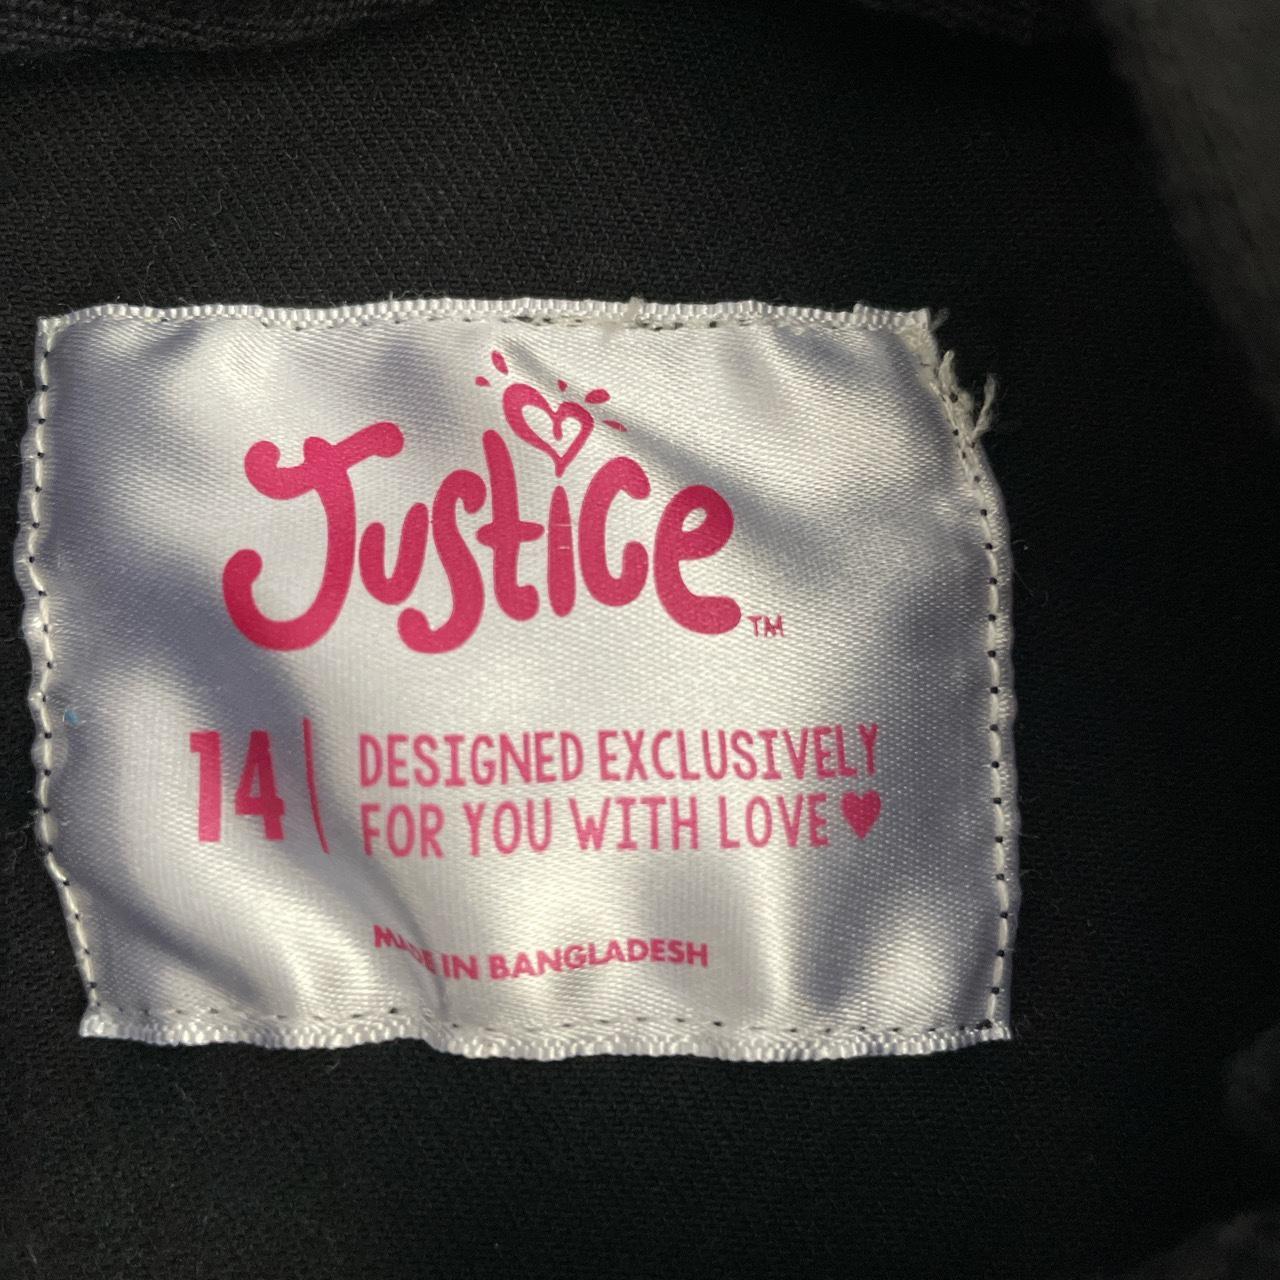 Justice™
14 | DESIGNED EXCLUSIVELY
FOR YOU WITH LOVE ♥
MADE IN BANGLADESH